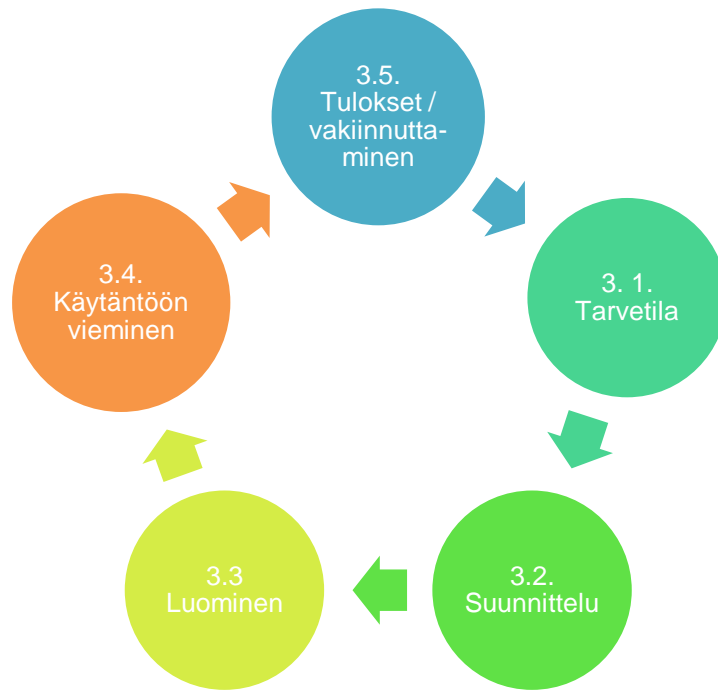 3.5.
Tulokset /
vakiinnutta-
minen
3. 1.
Tarvetila
3.2.
Suunnittelu
3.3
Luominen
3.4.
Käytäntöön
vieminen